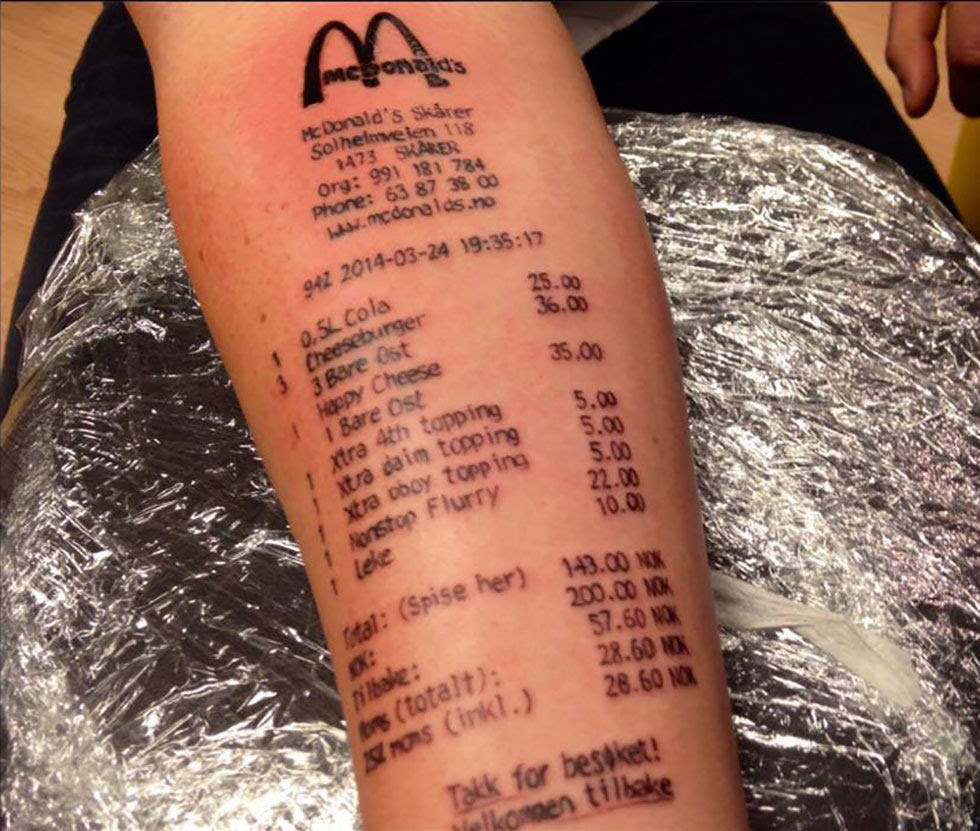 McDonald's
McDonald's Skårer
Solheimveien 118
1473 SKÅRER
Org: 991 181 784
Phone: 63 87 38 00
www.mcdonalds.no
942 2014-03-24 19:35:17
1 0,5L Cola 25.00
3 Cheeseburger 36.00
3 Bare Ost
1 Happy Cheese 35.00
1 Bare Ost
1 Xtra 4th topping 5.00
1 Xtra daim topping 5.00
1 Xtra oboy topping 5.00
1 Nonstop Flurry 22.00
1 Leke 10.00
Total: (Spise her) 143.00 NOK
NOK: 200.00 NOK
Tilbake: 57.60 NOK
Moms (totalt): 28.60 NOK
25% moms (inkl.) 28.60 NOK
Takk for besøket!
Velkommen tilbake